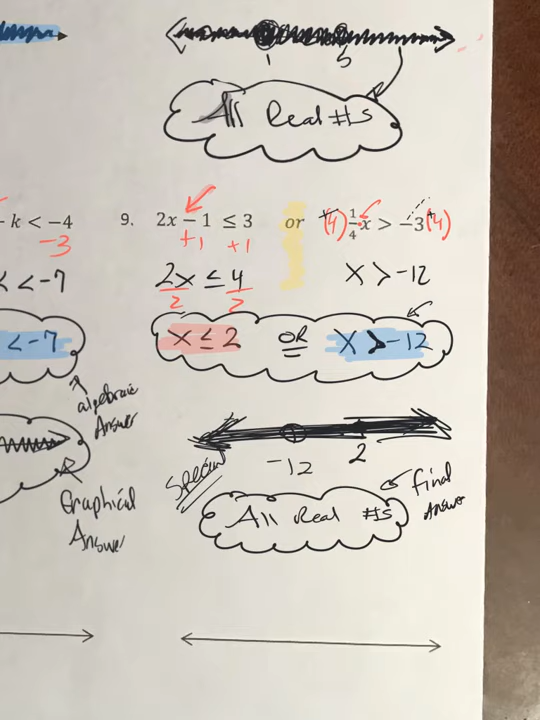 1 5
All Real #s
- k < -4
-3
< < -7
< -7
algebraic
Answer
Graphical
Answer
9. 2x - 1 ≤ 3 or (4) 1/4 x > -3 (4)
+1 +1
2x ≤ 4 x > -12
2 2
x ≤ 2 OR x > -12
-12 2
Special
All Real #s
final
Answer